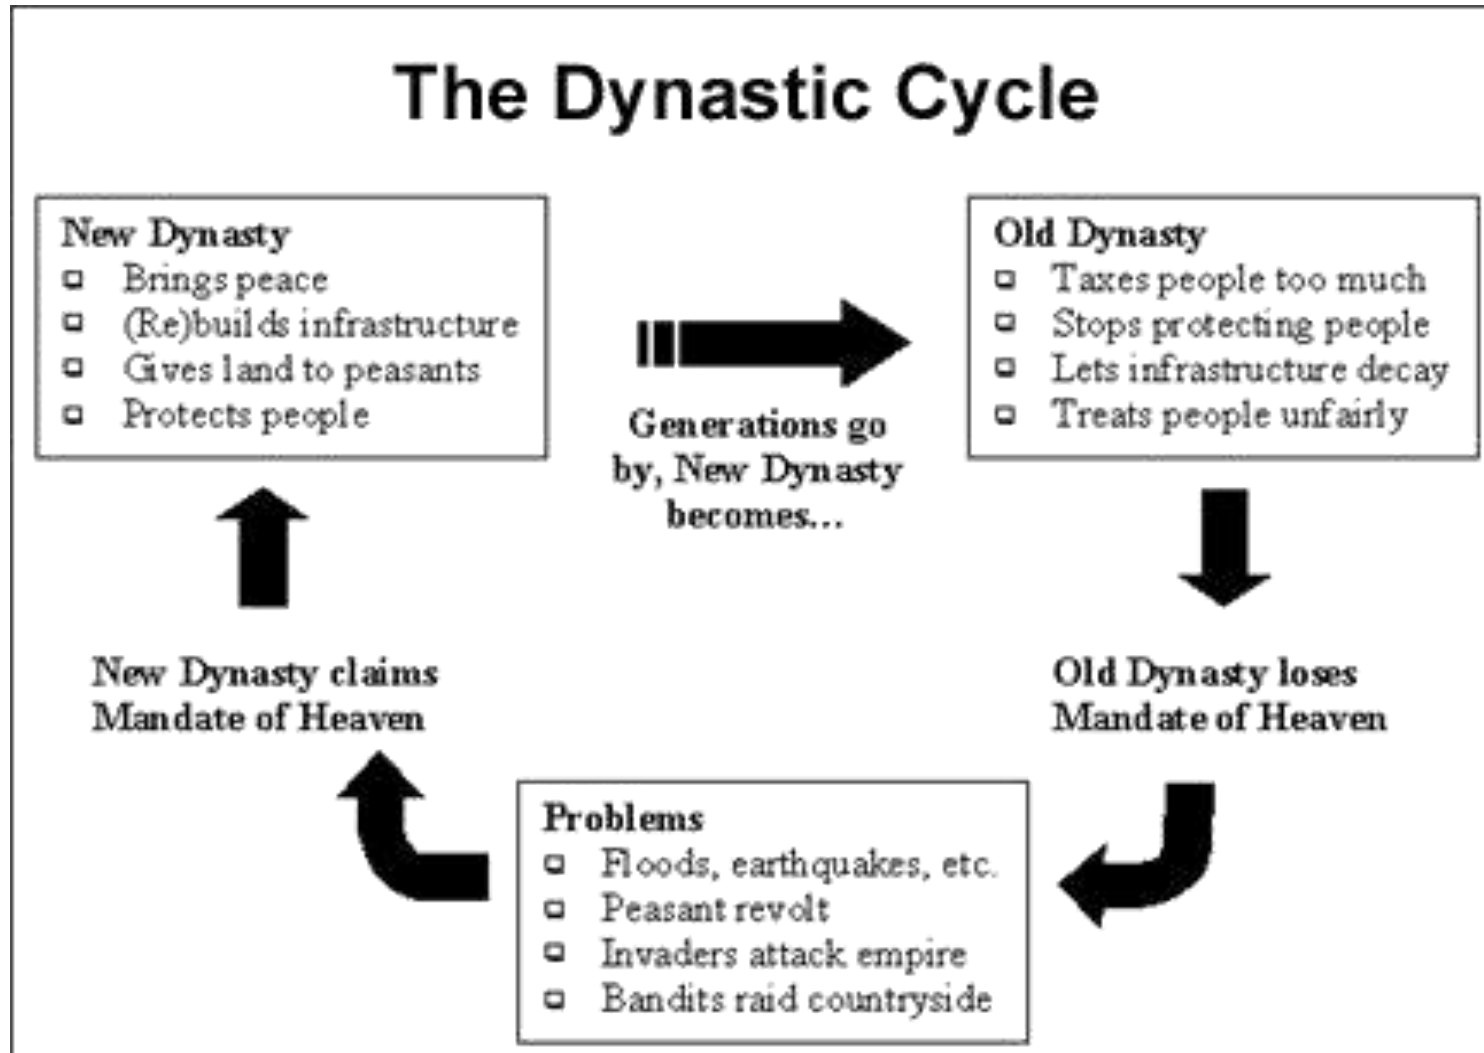 The Dynastic Cycle
New Dynasty
❑ Brings peace
❑ (Re)builds infrastructure
❑ Gives land to peasants
❑ Protects people
Generations go
by, New Dynasty
becomes...
Old Dynasty
❑ Taxes people too much
❑ Stops protecting people
❑ Lets infrastructure decay
❑ Treats people unfairly
Old Dynasty loses
Mandate of Heaven
Problems
❑ Floods, earthquakes, etc.
❑ Peasant revolt
❑ Invaders attack empire
❑ Bandits raid countryside
New Dynasty claims
Mandate of Heaven